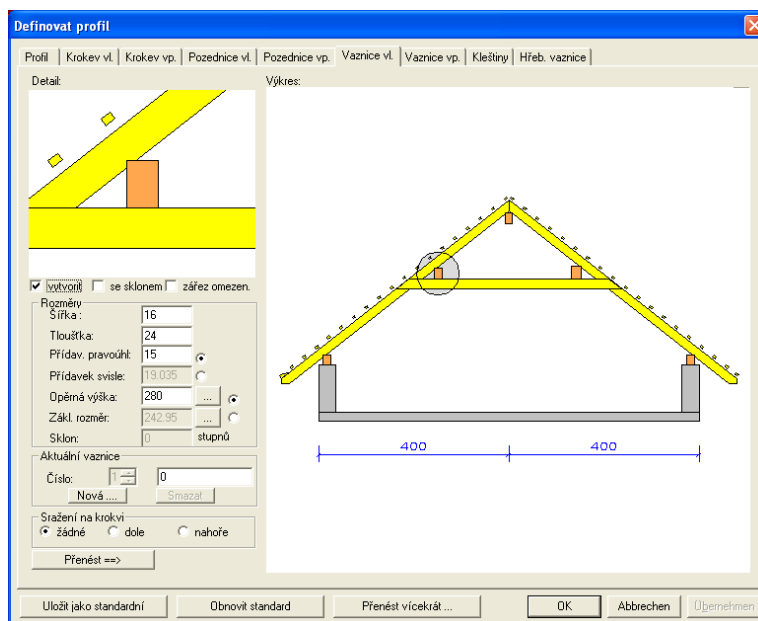 Definovat profil
Profil Krokev vl. Krokev vp. Pozednice vl. Pozednice vp. Vaznice vl. Vaznice vp. Kleštiny Hřeb. vaznice
Detail:
Výkres:
vytvorit se sklonem zářez omezen.
Rozměry
Šířka : 16
Tloušťka: 24
Přídav. pravoúhl: 15
Přídavek svisle: 19.035
Opěrná výška: 280 ...
Zákl. rozměr: 242.95 ...
Sklon: 0 stupnů
Aktuální vaznice
Číslo: 1 0
Nová .... Smazat
Sražení na krokvi
žádné dole nahoře
Přenést ==>
400 400
Uložit jako standardní Obnovit standard Přenést vícekrát ... OK Abbrechen Übernehmen